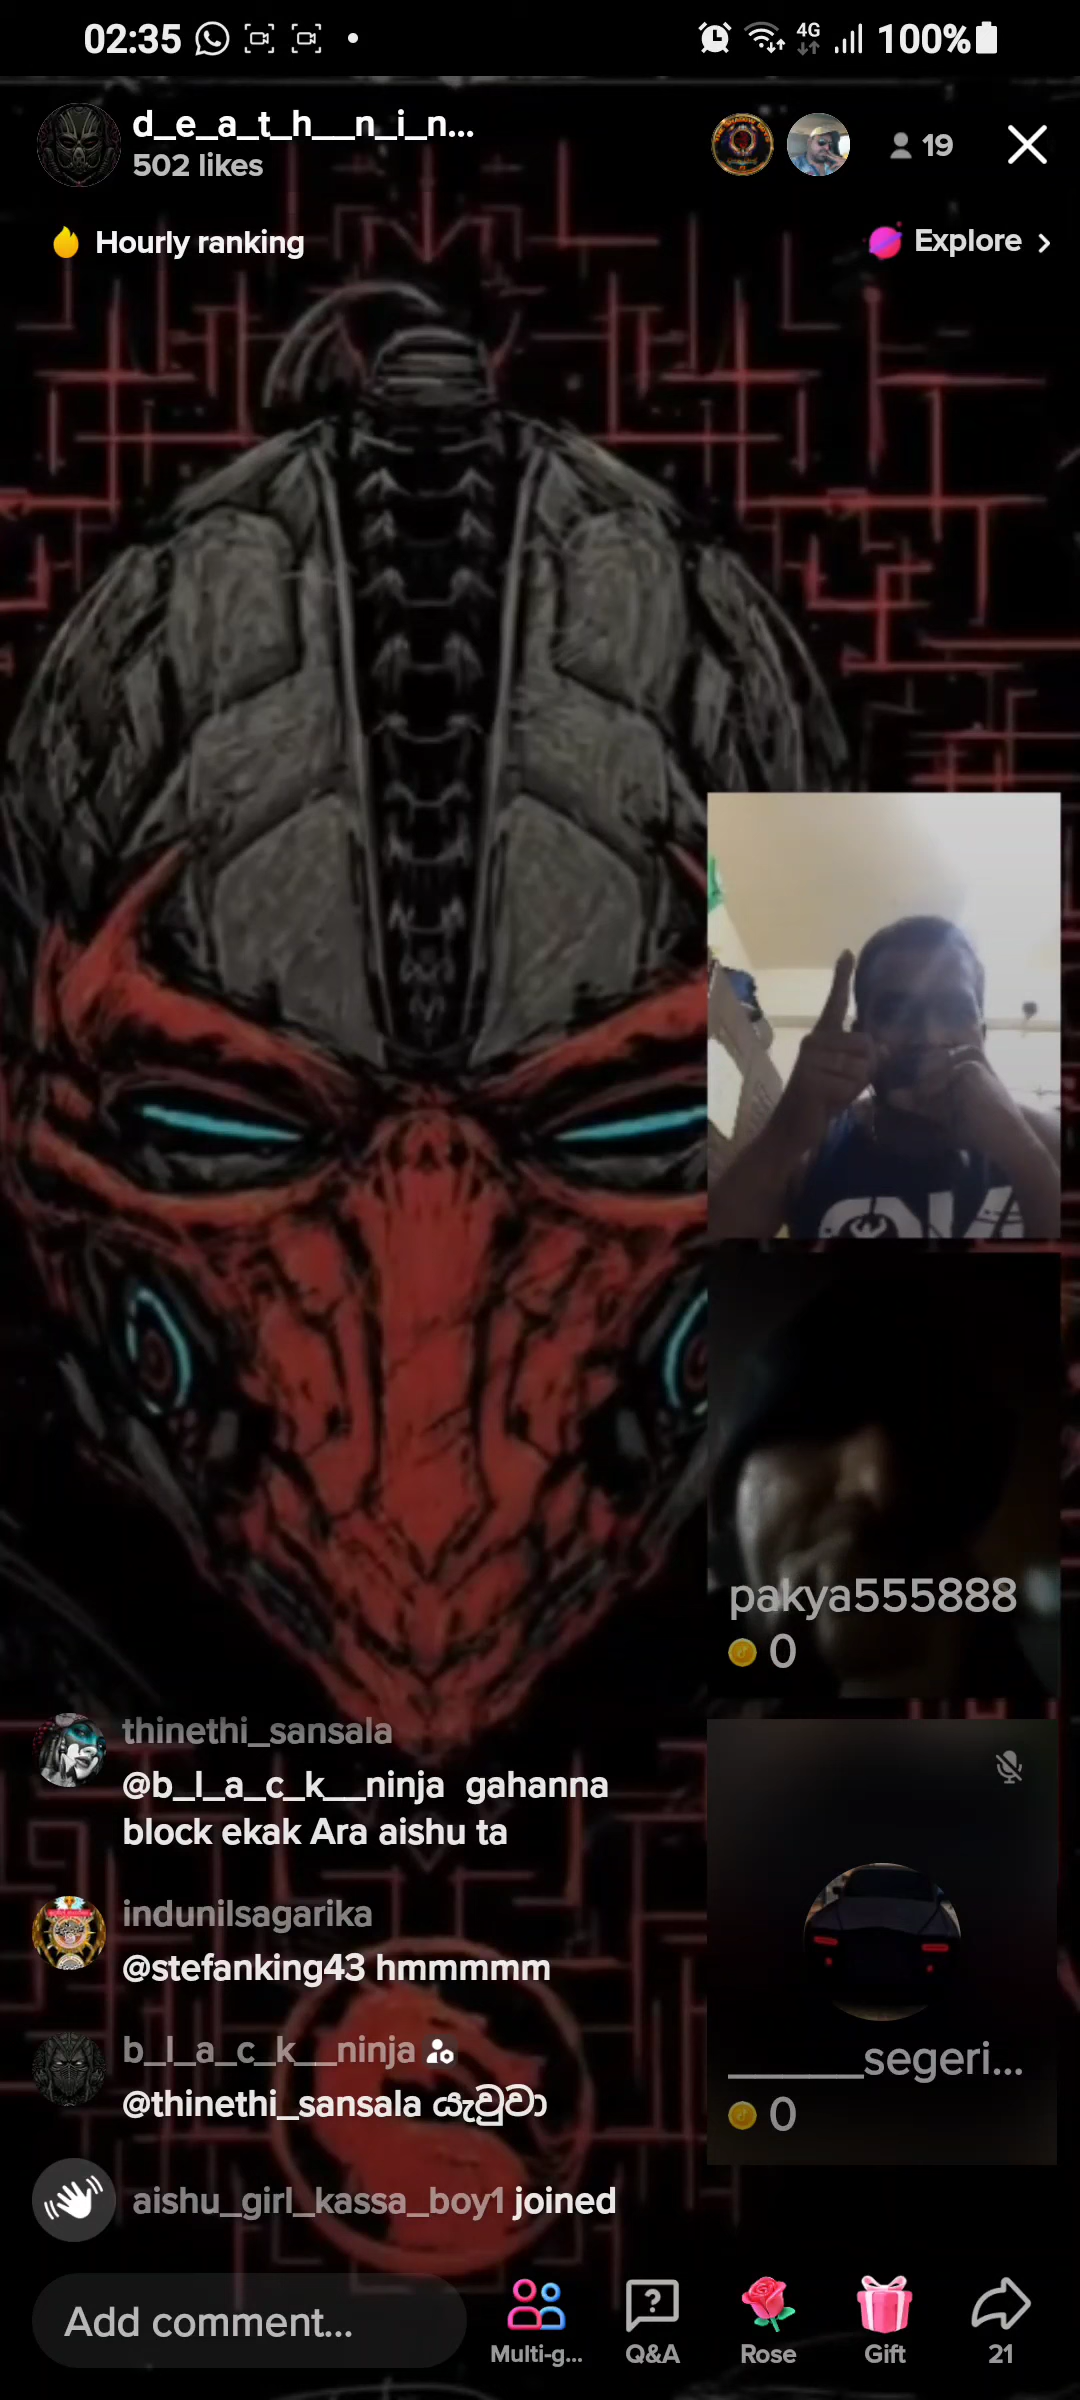 02:35
4G
100%
d_e_a_t_h__n_i_n...
502 likes
19
Hourly ranking
Explore
pakya555888
0
thinethi_sansala
@b_l_a_c_k__ninja gahanna
block ekak Ara aishu ta
indunilsagarika
@stefanking43 hmmmmm
b_l_a_c_k__ninja
@thinethi_sansala යැවුවා
______segeri...
0
aishu_girl_kassa_boy1 joined
Add comment...
Multi-g...
Q&A
Rose
Gift
21